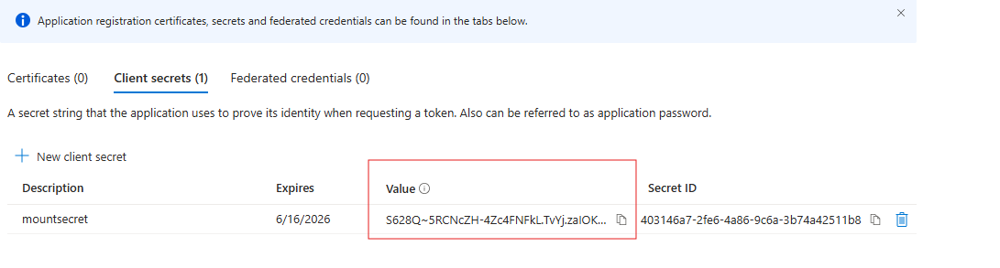 Application registration certificates, secrets and federated credentials can be found in the tabs below.
Certificates (0) Client secrets (1) Federated credentials (0)
A secret string that the application uses to prove its identity when requesting a token. Also can be referred to as application password.
New client secret
Description Expires Value Secret ID
mountsecret 6/16/2026 S628Q~5RCNcZH-4Zc4FNFkL.TvYj.zaIOK... 403146a7-2fe6-4a86-9c6a-3b74a42511b8